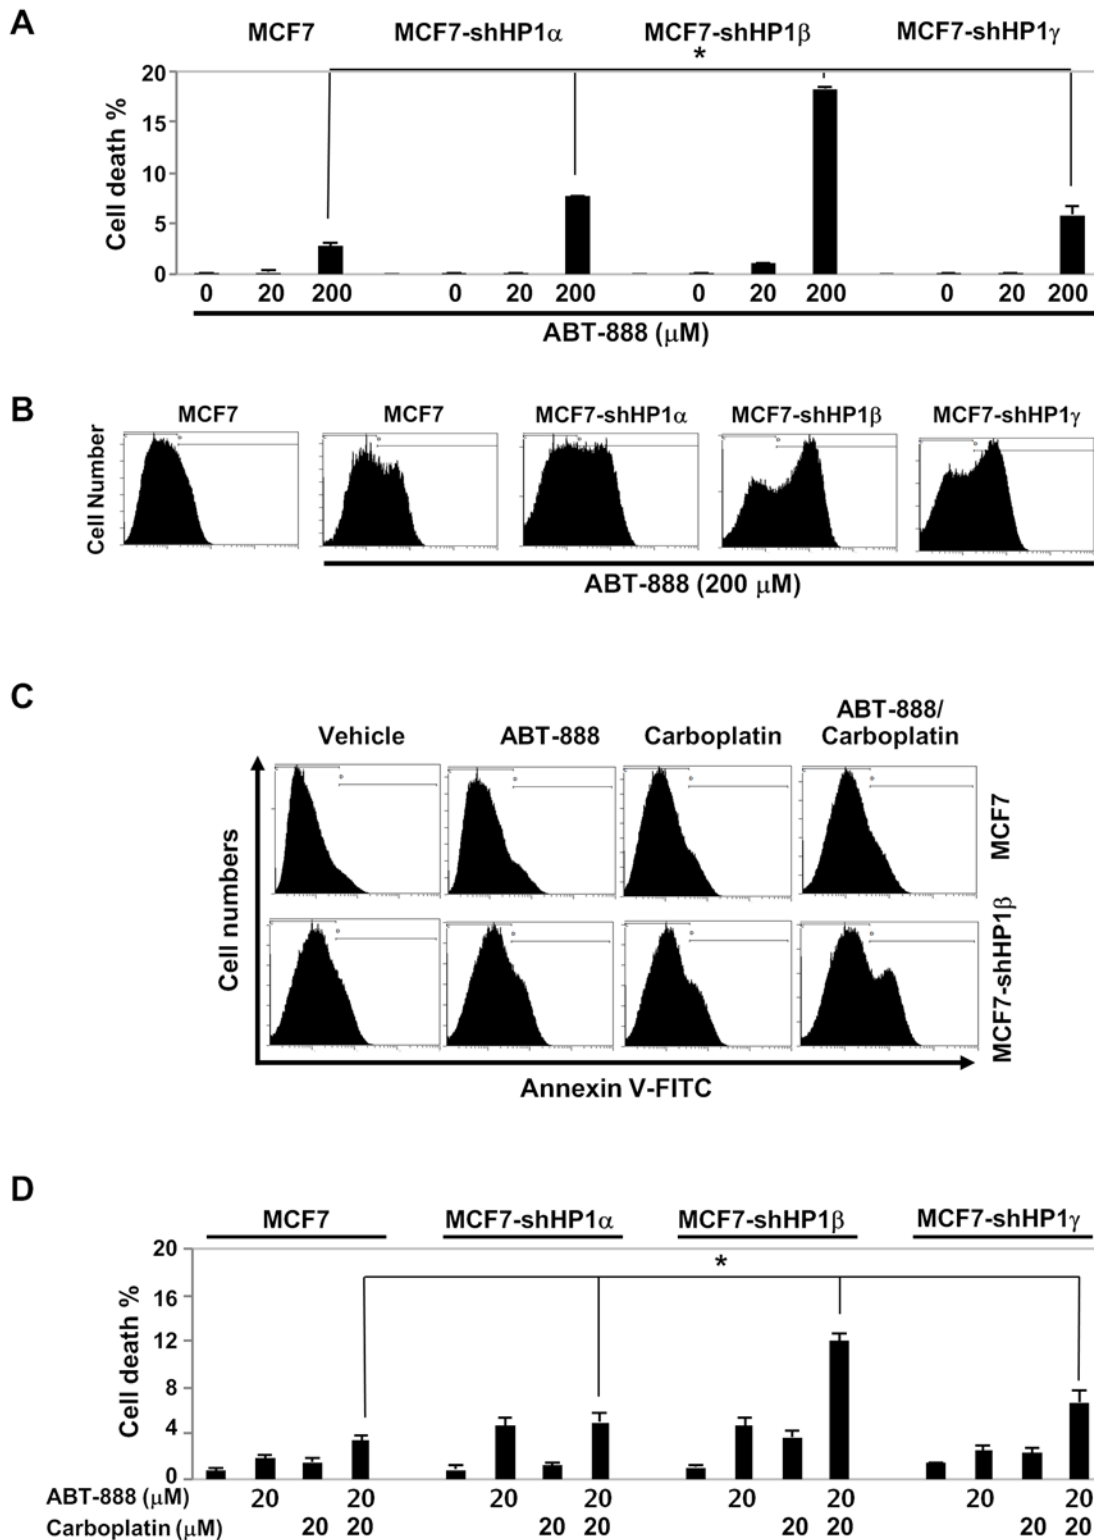 A
MCF7 MCF7-shHP1α MCF7-shHP1β MCF7-shHP1γ
*
Cell death %
20
15
10
5
0
0 20 200 0 20 200 0 20 200 0 20 200
ABT-888 (μM)
B
MCF7 MCF7 MCF7-shHP1α MCF7-shHP1β MCF7-shHP1γ
Cell Number
ABT-888 (200 μM)
C
Vehicle ABT-888 Carboplatin ABT-888/
Carboplatin
Cell numbers
MCF7
MCF7-shHP1β
Annexin V-FITC
D
MCF7 MCF7-shHP1α MCF7-shHP1β MCF7-shHP1γ
*
Cell death %
20
16
12
8
4
0
ABT-888 (μM) 20 20 20 20 20 20 20 20
Carboplatin (μM) 20 20 20 20 20 20 20 20